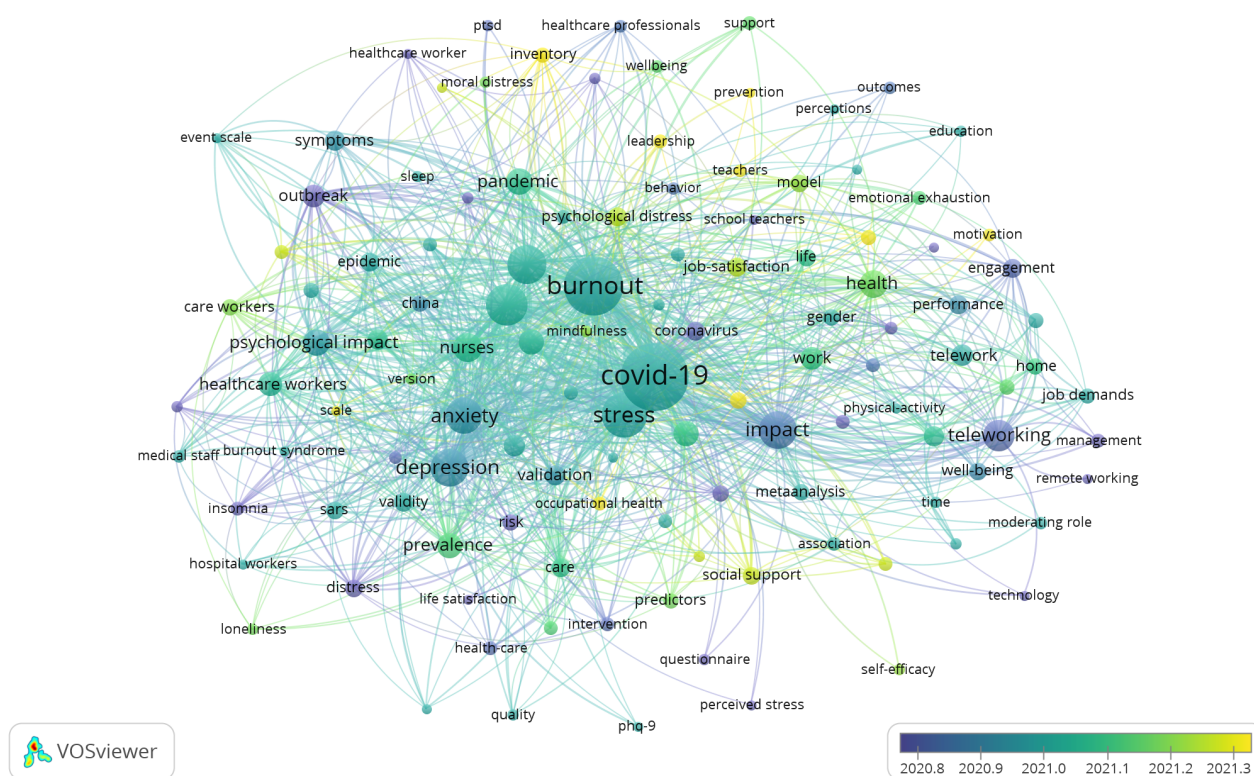 ptsd
healthcare professionals
support
healthcare worker
inventory
wellbeing
moral distress
prevention
outcomes
perceptions
event scale
symptoms
leadership
education
sleep
pandemic
teachers
outbreak
behavior
model
emotional exhaustion
psychological distress
school teachers
motivation
epidemic
job-satisfaction
life
engagement
burnout
health
care workers
china
performance
gender
mindfulness
coronavirus
psychological impact
nurses
work
telework
home
covid-19
version
healthcare workers
job demands
scale
anxiety
stress
physical-activity
impact
teleworking
management
medical staff
burnout syndrome
depression
validation
well-being
remote working
metaanalysis
insomnia
sars
validity
occupational health
time
risk
moderating role
prevalence
association
hospital workers
care
social support
distress
life satisfaction
predictors
technology
loneliness
intervention
health-care
questionnaire
self-efficacy
perceived stress
quality
phq-9
VOSviewer
2020.8 2020.9 2021.0 2021.1 2021.2 2021.3